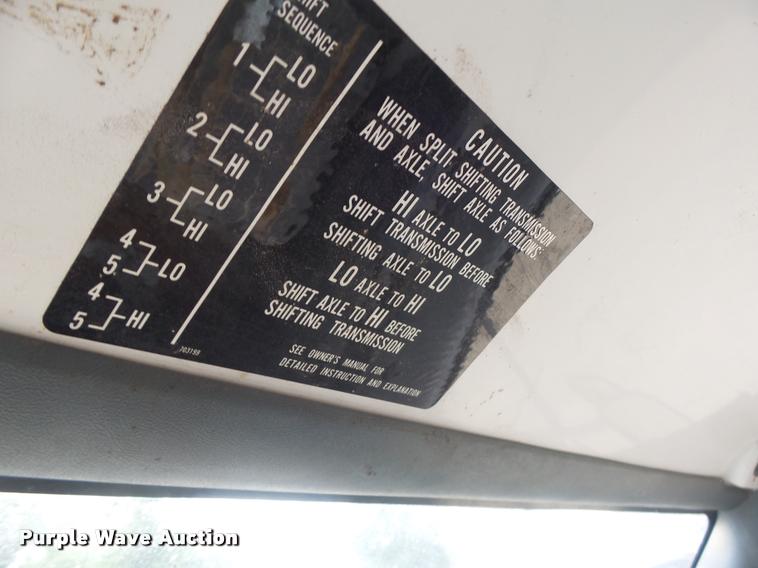 SEQUENCE
1 LO
HI
2 LO
HI
3 LO
HI
4
5 LO
4
5 HI
303198
CAUTION
WHEN SPLIT SHIFTING TRANSMISSION
AND AXLE, SHIFT AXLE AS FOLLOWS:
HI AXLE TO LO
SHIFT TRANSMISSION BEFORE
SHIFTING AXLE TO LO
LO AXLE TO HI
SHIFT AXLE TO HI BEFORE
SHIFTING TRANSMISSION
SEE OWNER'S MANUAL FOR
DETAILED INSTRUCTION AND EXPLANATION
Purple Wave Auction